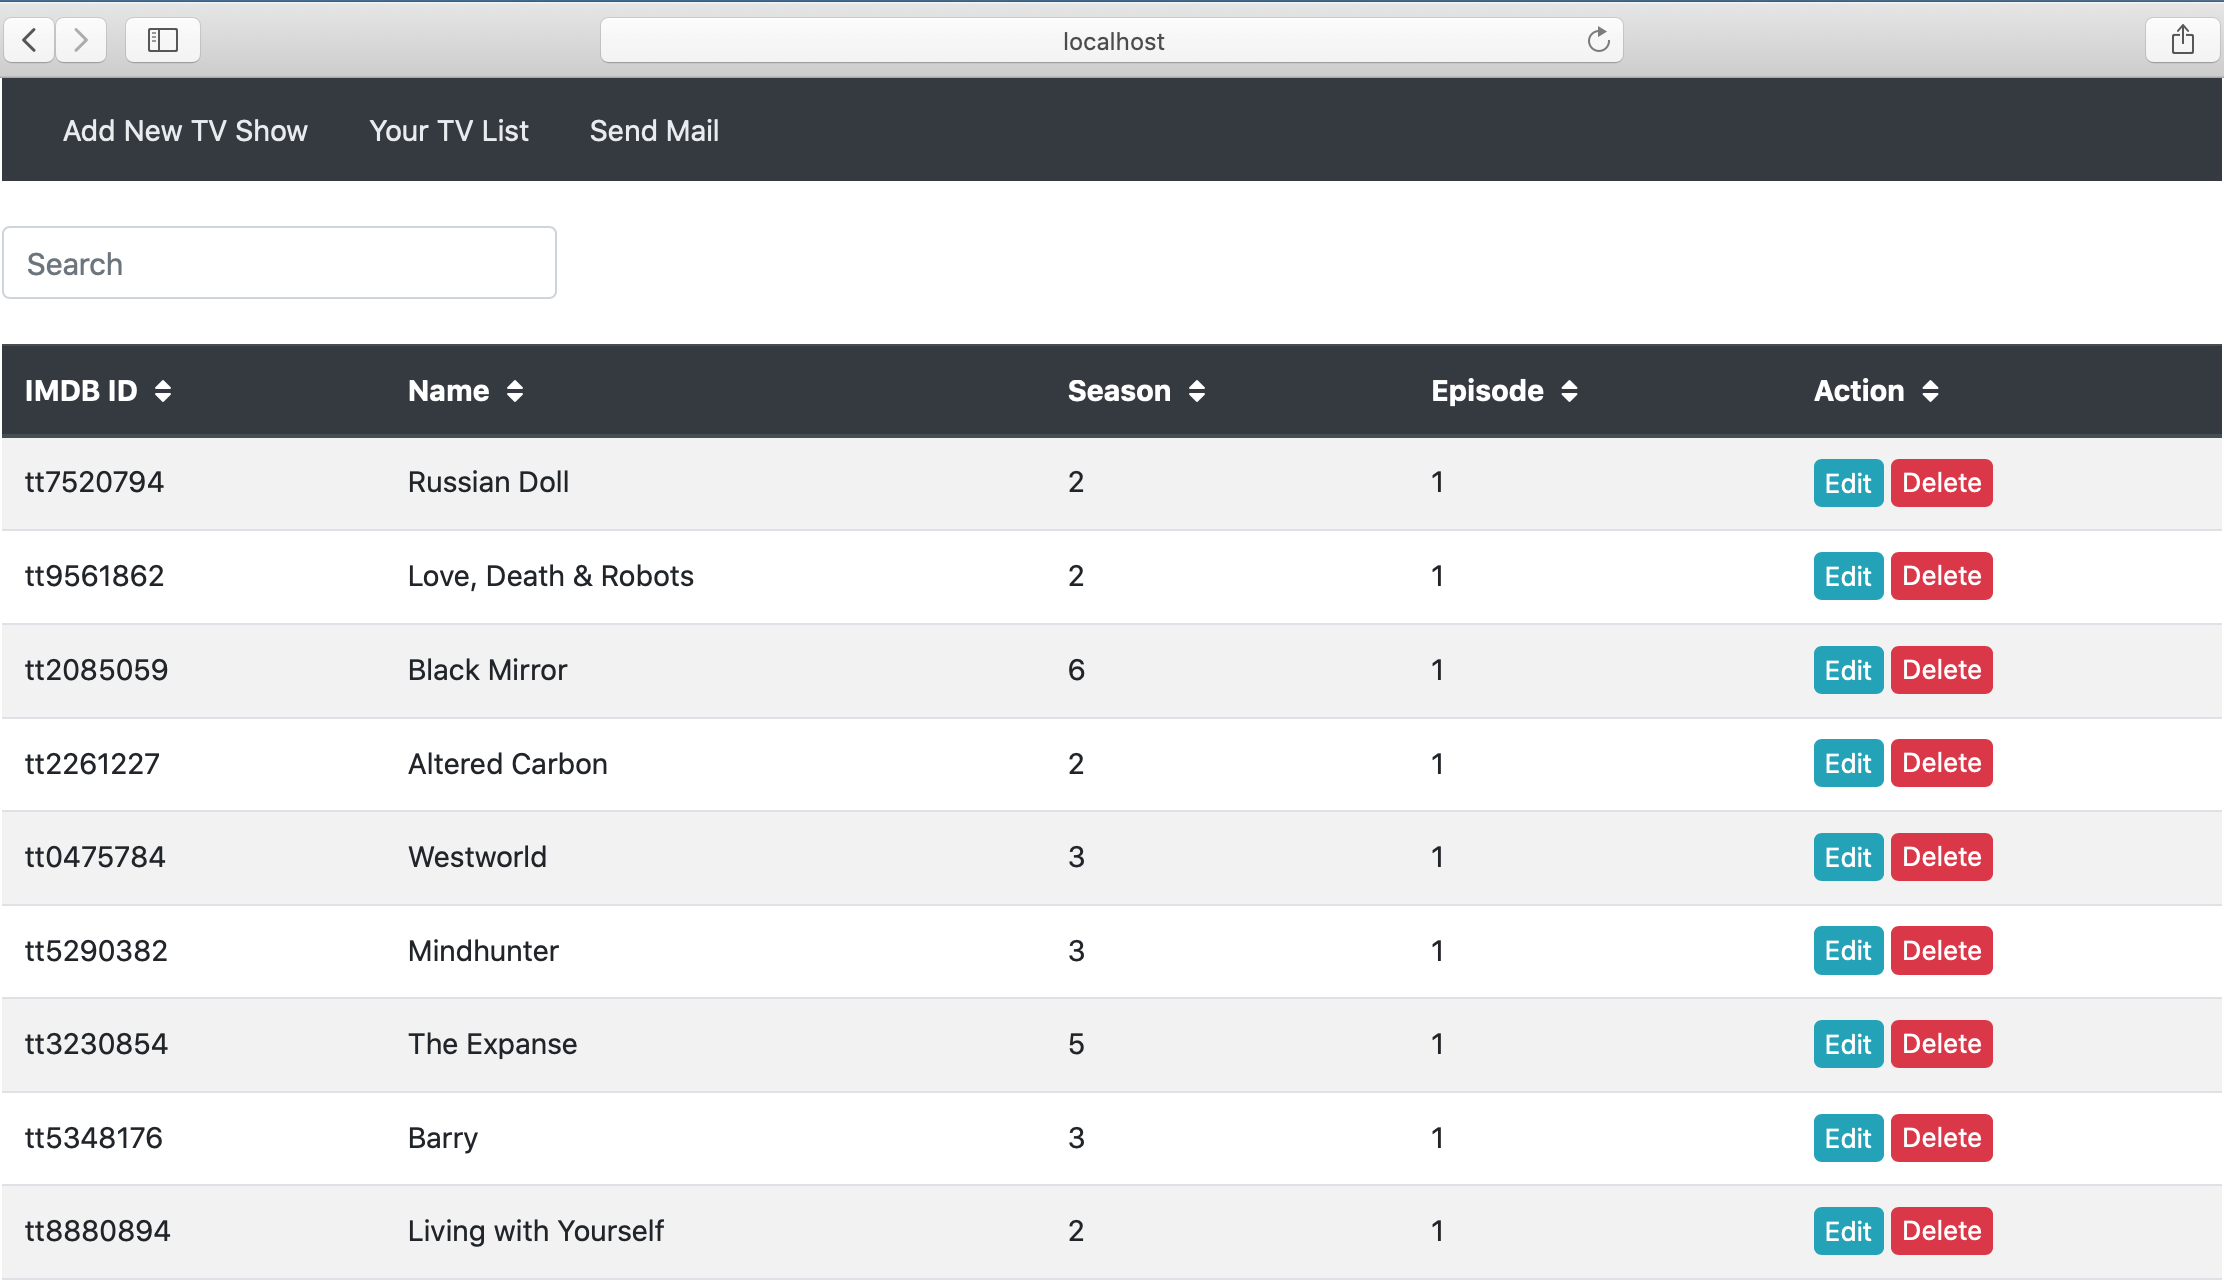 localhost
Add New TV Show Your TV List Send Mail
Search
IMDB ID Name Season Episode Action
tt7520794 Russian Doll 2 1 Edit Delete
tt9561862 Love, Death & Robots 2 1 Edit Delete
tt2085059 Black Mirror 6 1 Edit Delete
tt2261227 Altered Carbon 2 1 Edit Delete
tt0475784 Westworld 3 1 Edit Delete
tt5290382 Mindhunter 3 1 Edit Delete
tt3230854 The Expanse 5 1 Edit Delete
tt5348176 Barry 3 1 Edit Delete
tt8880894 Living with Yourself 2 1 Edit Delete